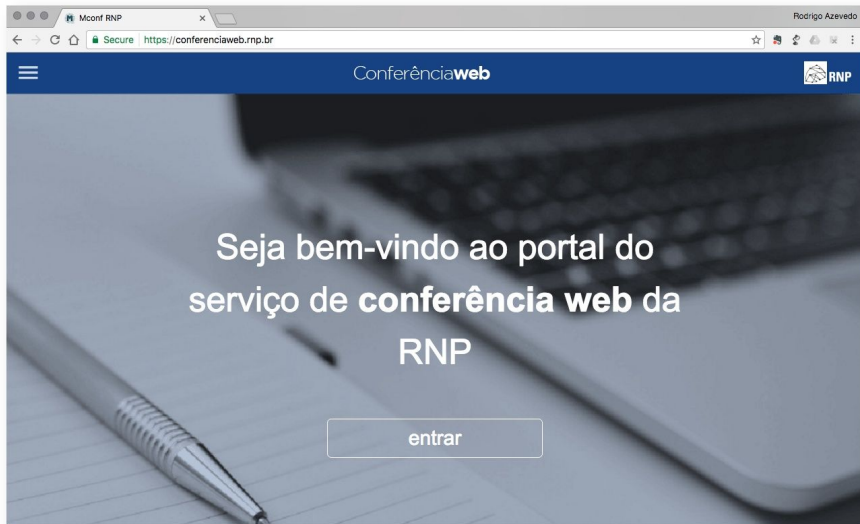 Mconf RNP
Rodrigo Azevedo
Secure https://conferenciaweb.rnp.br
Conferênciaweb
RNP
Seja bem-vindo ao portal do
serviço de conferência web da
RNP
entrar